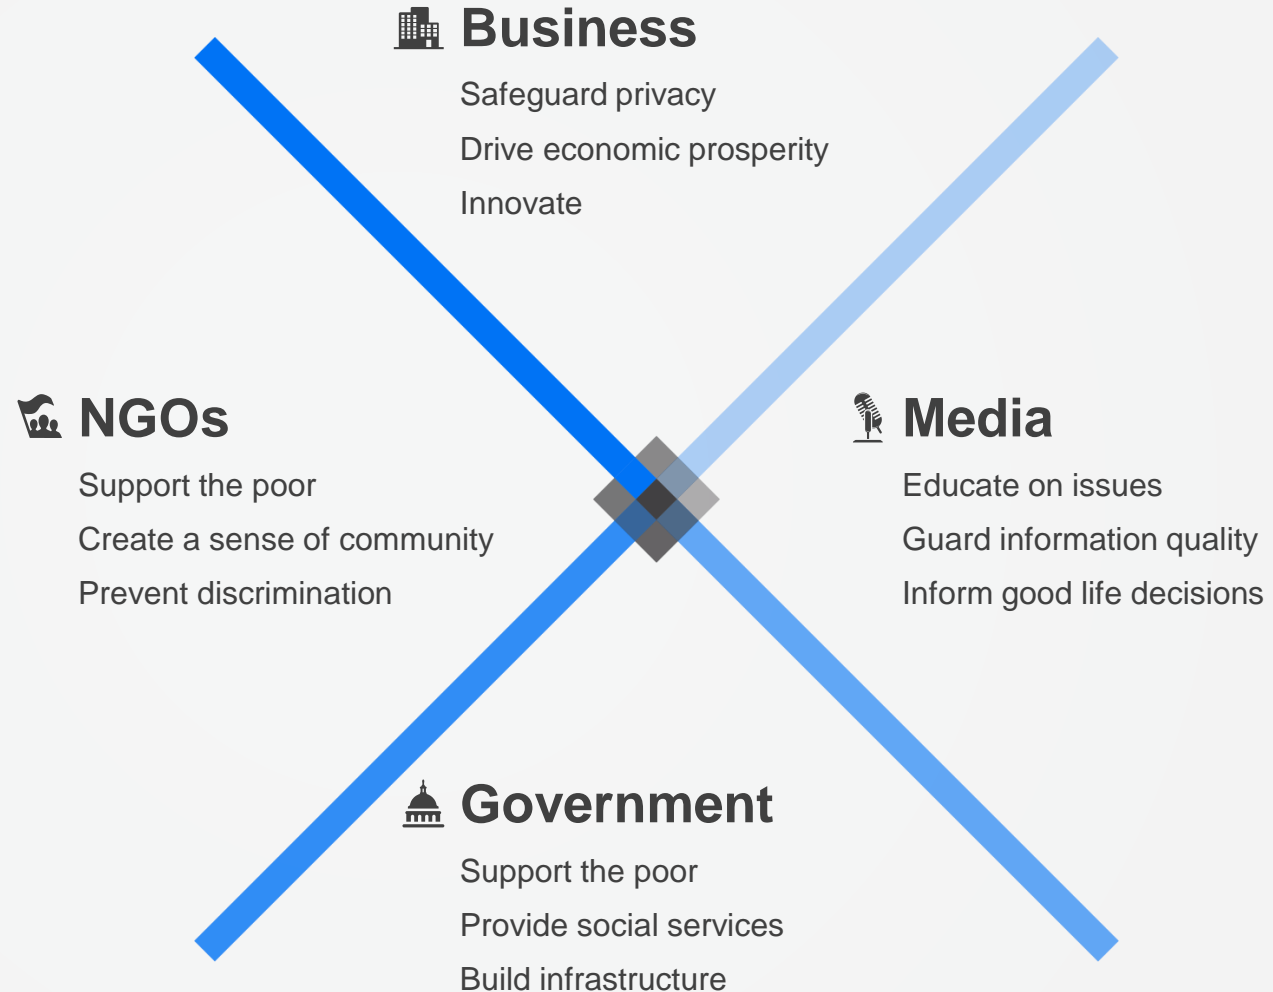 Business
Safeguard privacy
Drive economic prosperity
Innovate
NGOs
Support the poor
Create a sense of community
Prevent discrimination
Media
Educate on issues
Guard information quality
Inform good life decisions
Government
Support the poor
Provide social services
Build infrastructure